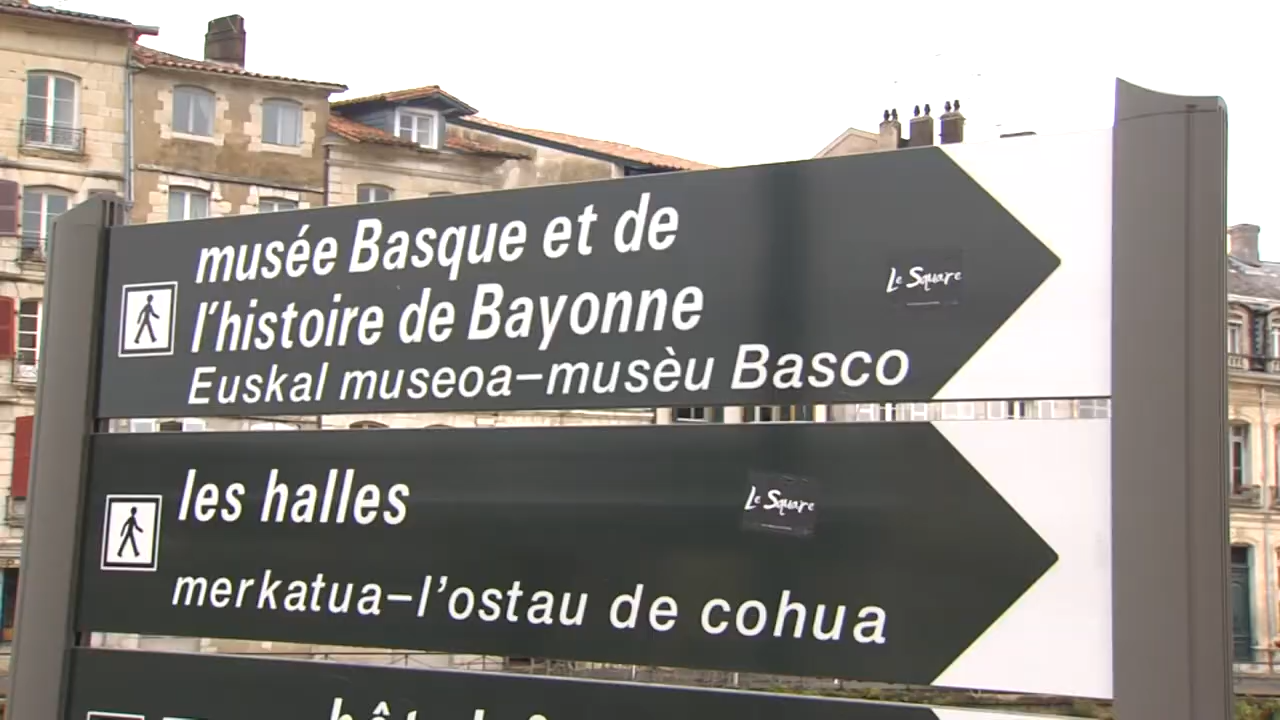 musée Basque et de
l'histoire de Bayonne
Euskal museoa-musèu Basco
Le Square
les halles
Le Square
merkatua-l'ostau de cohua